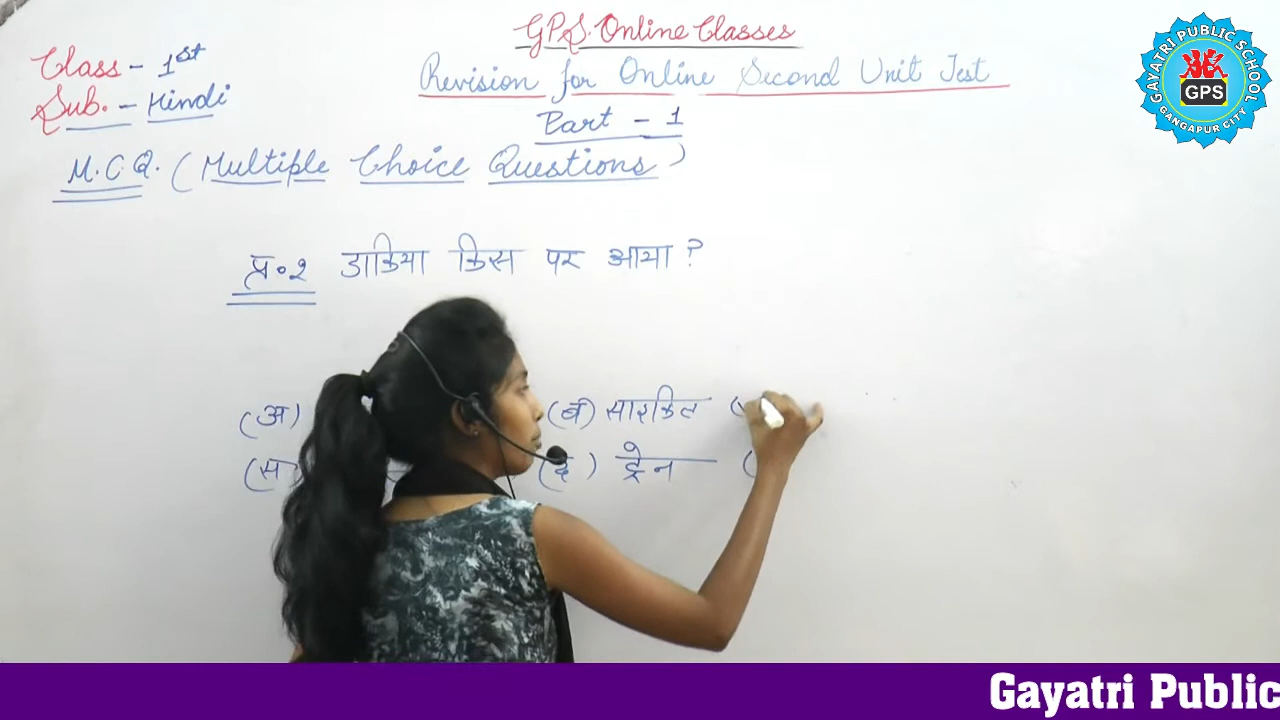 GPS. Online Classes
Class - 1st
Revision for Online Second Unit Test
Sub. - Hindi
Part - 1
M.C.Q. (Multiple Choice Questions)
प्र॰२ डाकिया किस पर आया ?
(अ) (ब) साइकिल (
(स (द) ट्रेन (
GAYATRI PUBLIC SCHOOL
GPS
GANGAPUR CITY
Gayatri Public